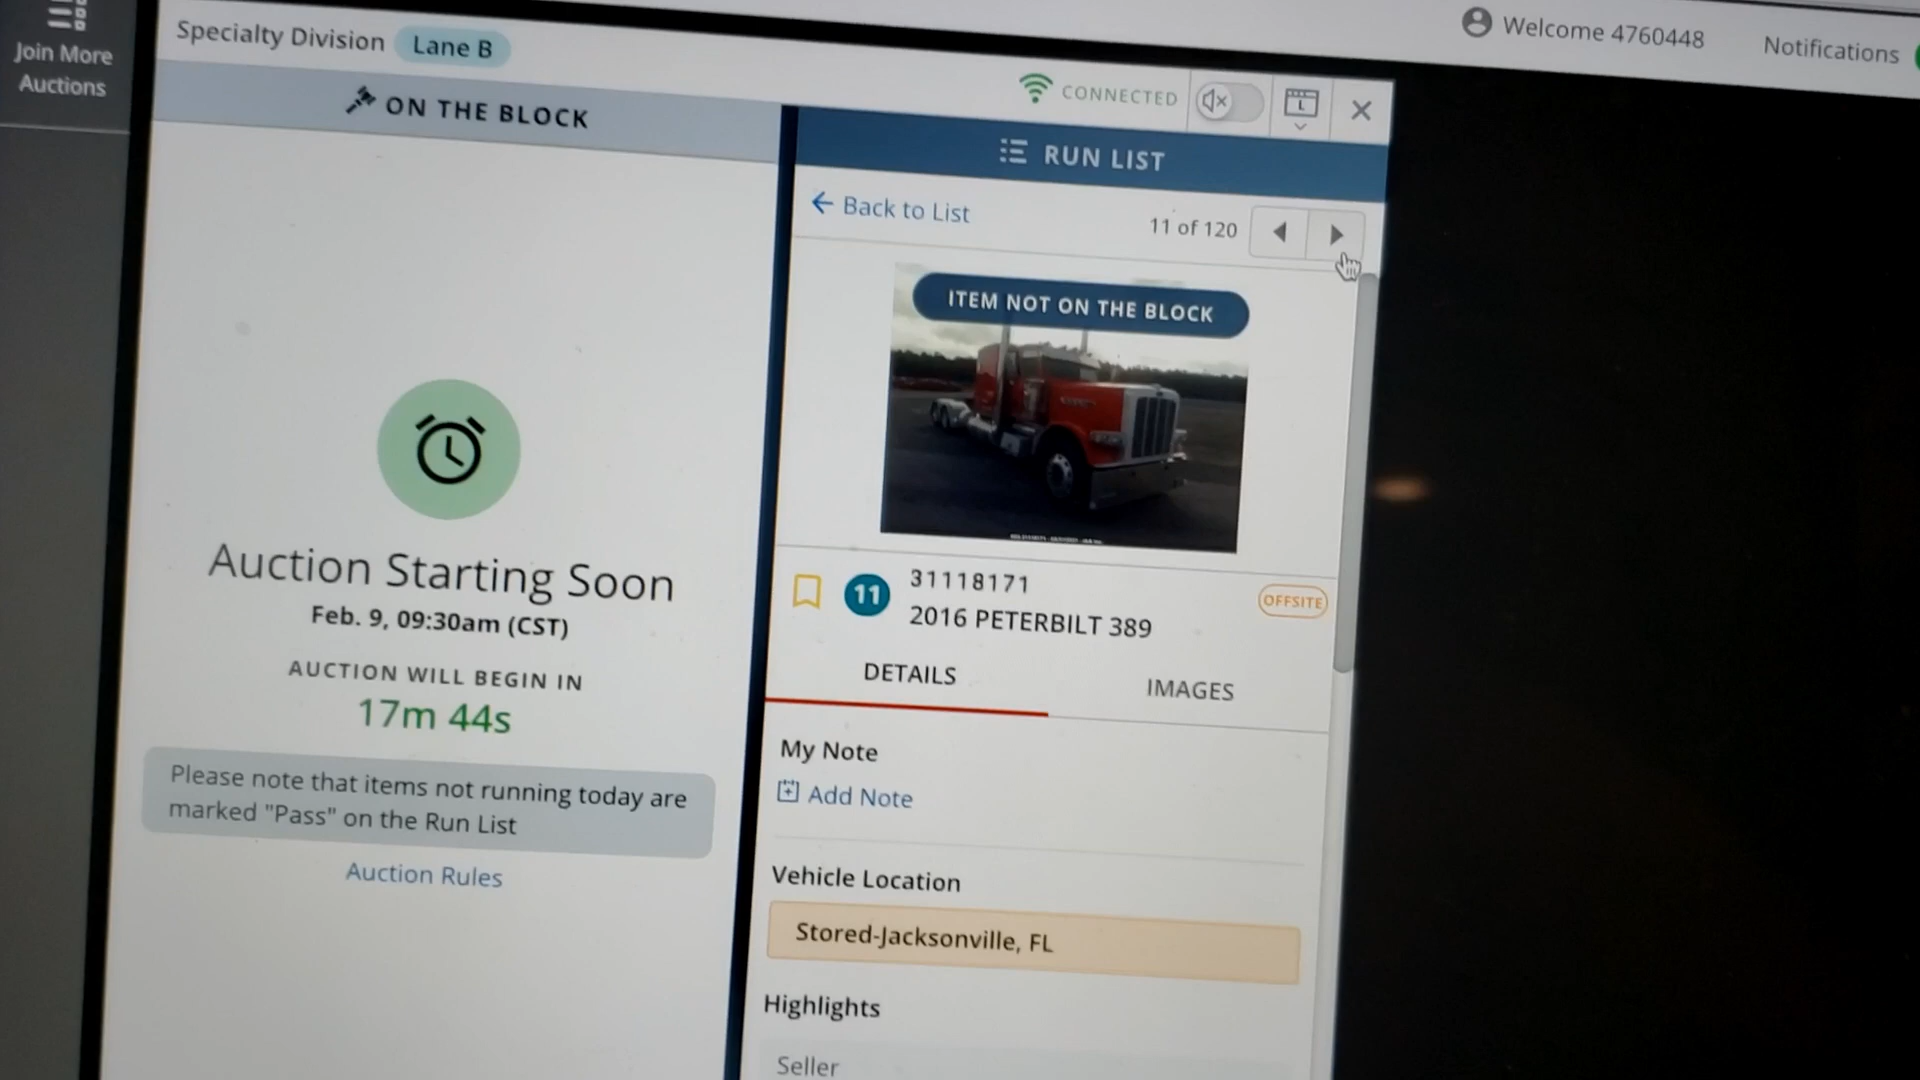 Join More
Auctions
Specialty Division
Lane B
Welcome 4760448
Notifications
CONNECTED
ON THE BLOCK
RUN LIST
Back to List
11 of 120
ITEM NOT ON THE BLOCK
Auction Starting Soon
Feb. 9, 09:30am (CST)
AUCTION WILL BEGIN IN
17m 44s
Please note that items not running today are
marked "Pass" on the Run List
Auction Rules
11
31118171
2016 PETERBILT 389
OFFSITE
DETAILS
IMAGES
My Note
Add Note
Vehicle Location
Stored-Jacksonville, FL
Highlights
Seller